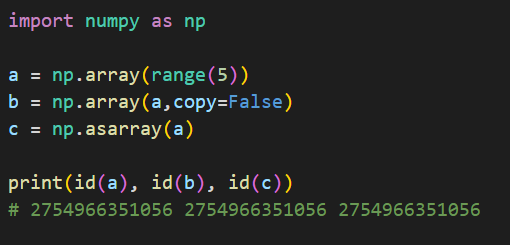 import numpy as np
a = np.array(range(5))
b = np.array(a,copy=False)
c = np.asarray(a)
print(id(a), id(b), id(c))
# 2754966351056 2754966351056 2754966351056